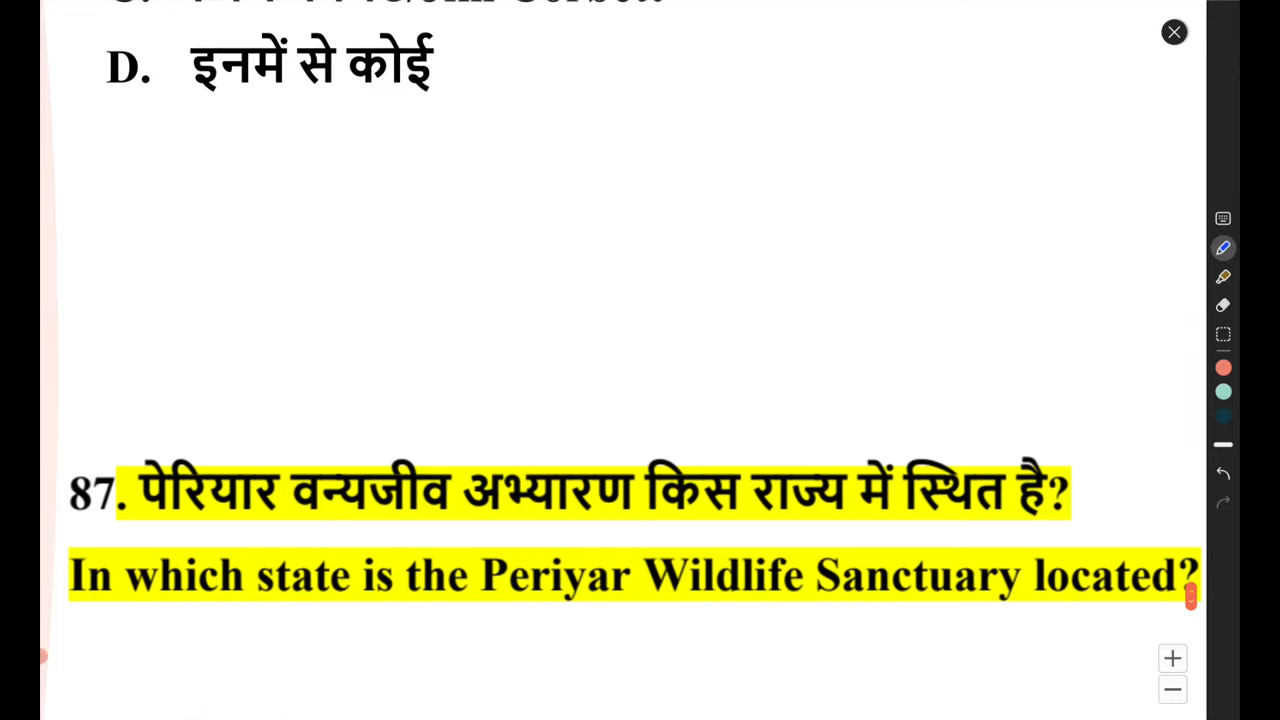 D. इनमें से कोई
87. पेरियार वन्यजीव अभ्यारण किस राज्य में स्थित है?
In which state is the Periyar Wildlife Sanctuary located?